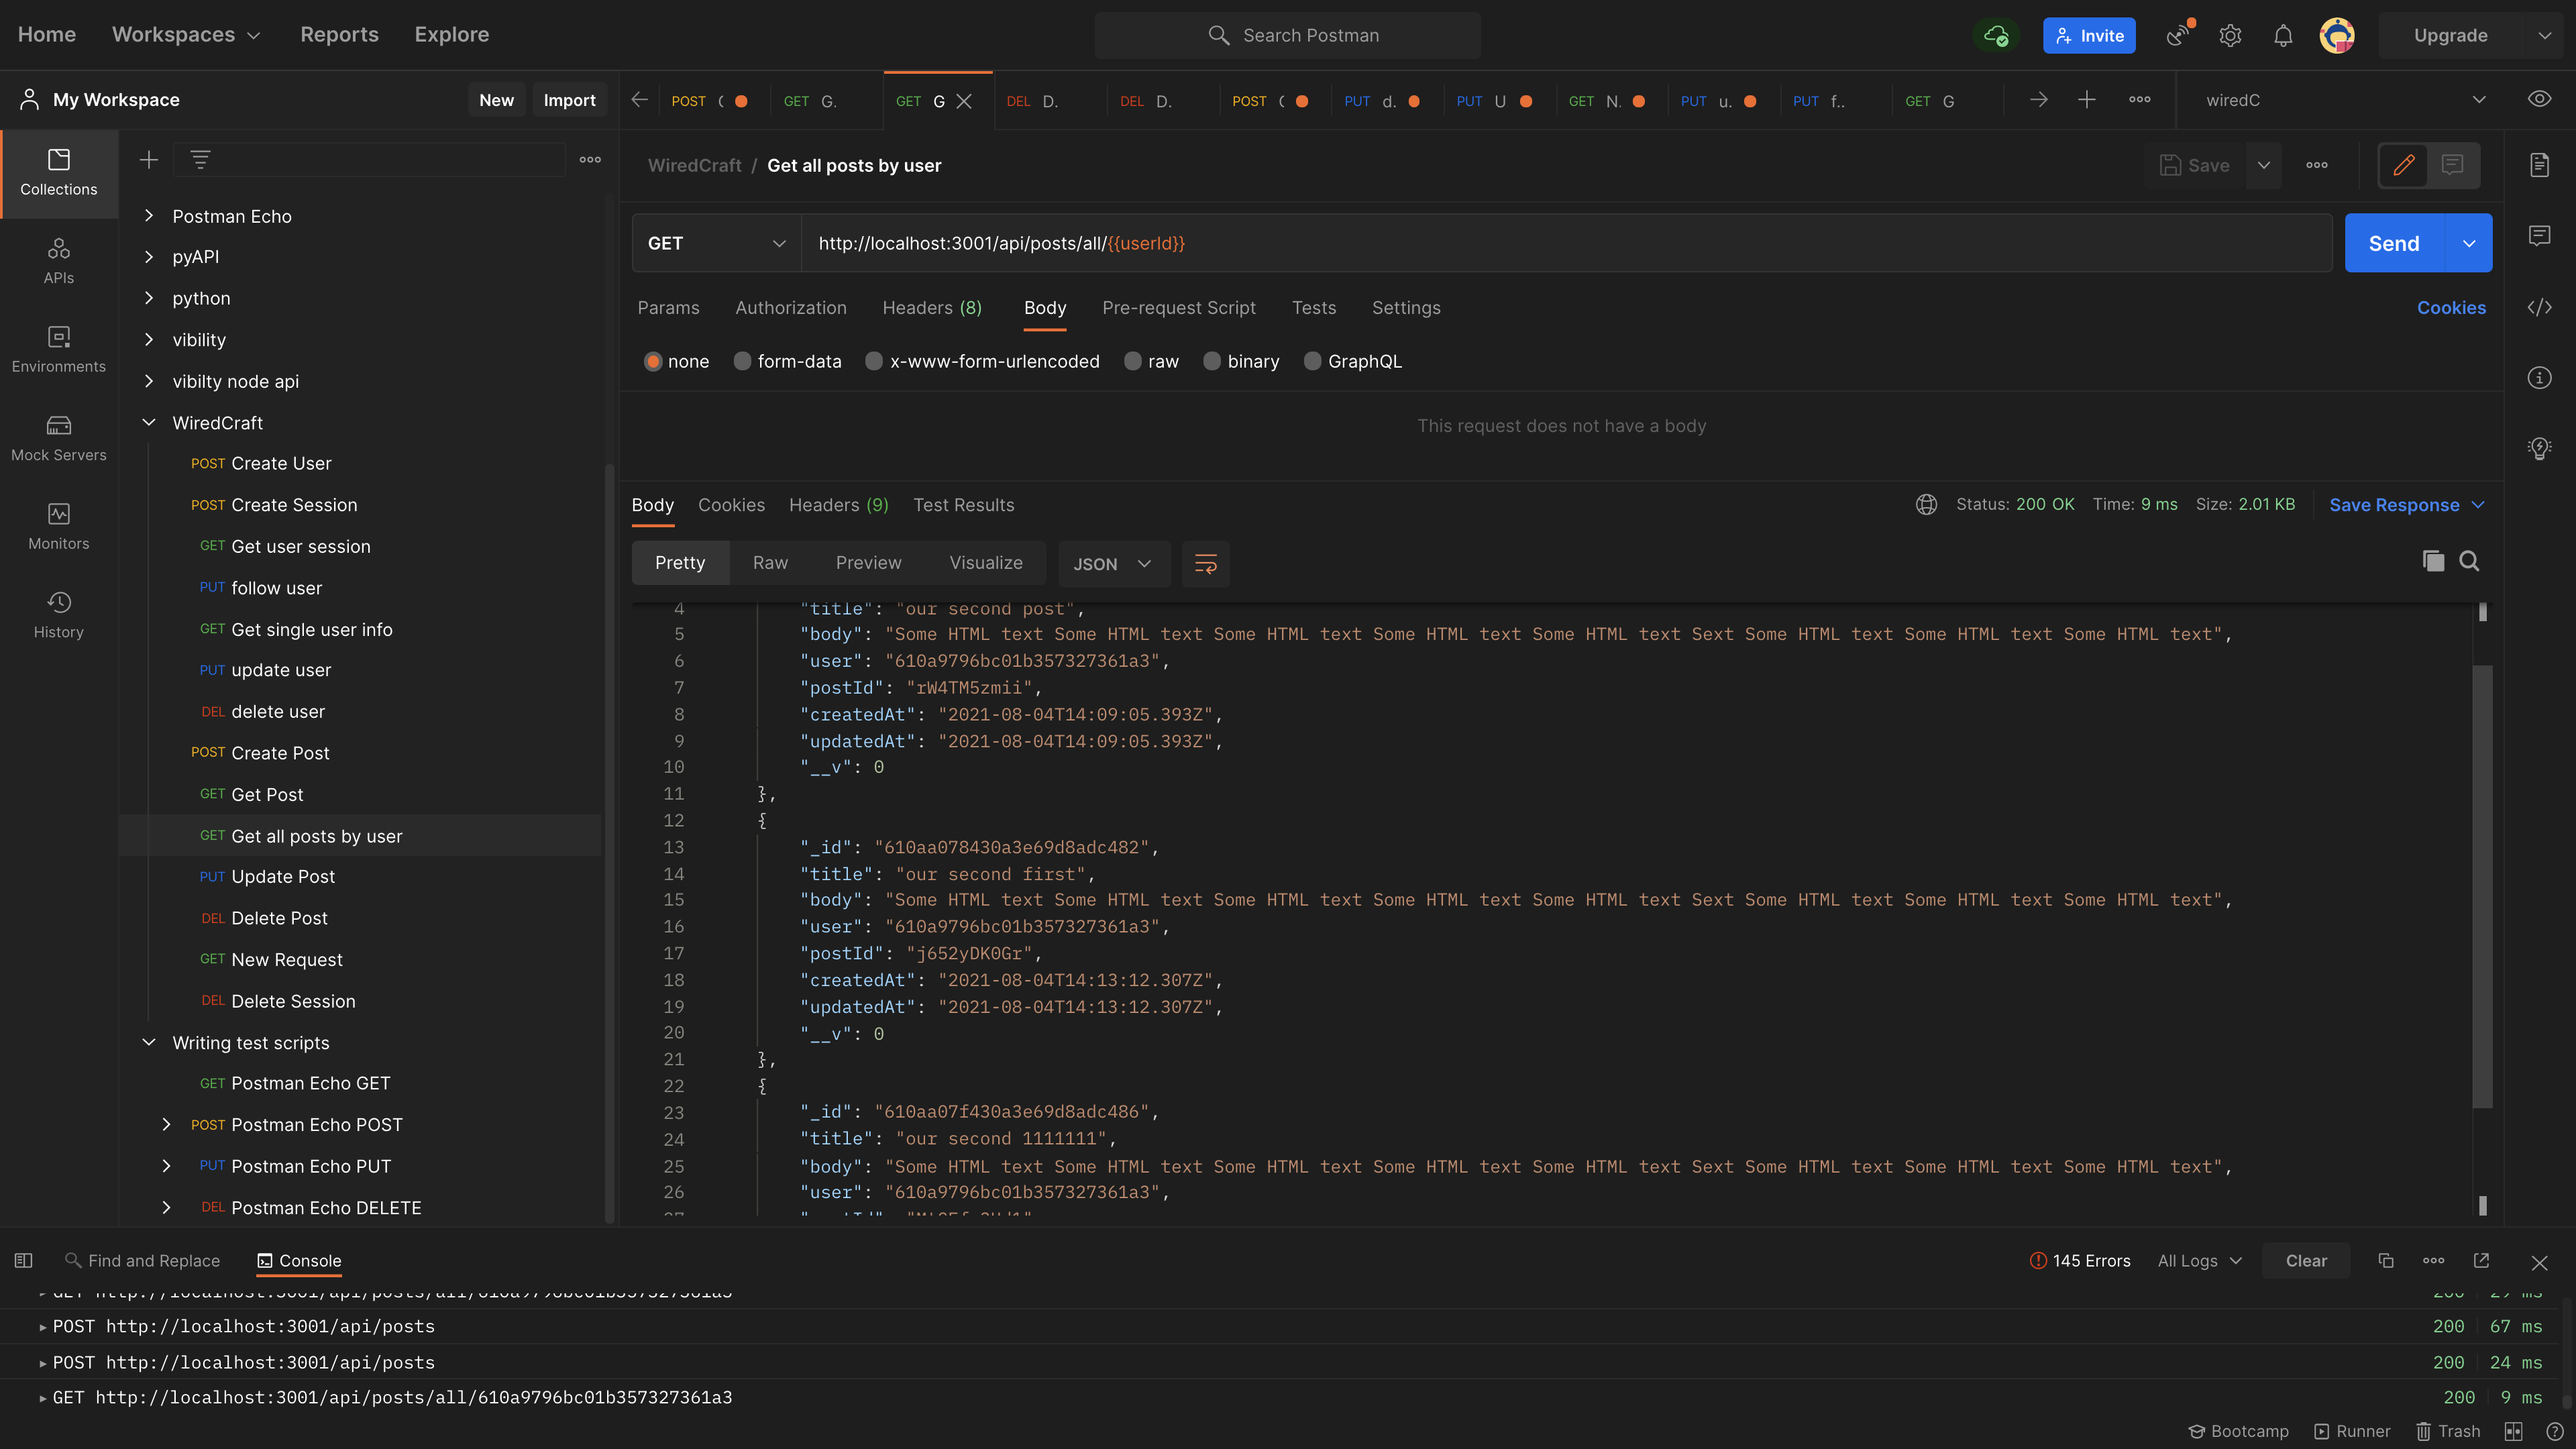 Home Workspaces Reports Explore Search Postman Invite Upgrade
My Workspace New Import POST GET G. GET G DEL D. DEL D. POST PUT d. PUT U GET N. PUT u. PUT f.. GET G wiredC
Collections
APIs
Environments
Mock Servers
Monitors
History
Postman Echo
pyAPI
python
vibility
vibilty node api
WiredCraft
POST Create User
POST Create Session
GET Get user session
PUT follow user
GET Get single user info
PUT update user
DEL delete user
POST Create Post
GET Get Post
GET Get all posts by user
PUT Update Post
DEL Delete Post
GET New Request
DEL Delete Session
Writing test scripts
GET Postman Echo GET
POST Postman Echo POST
PUT Postman Echo PUT
DEL Postman Echo DELETE
WiredCraft / Get all posts by user Save
GET http://localhost:3001/api/posts/all/{{userId}} Send
Params Authorization Headers (8) Body Pre-request Script Tests Settings Cookies
none form-data x-www-form-urlencoded raw binary GraphQL
This request does not have a body
Body Cookies Headers (9) Test Results Status: 200 OK Time: 9 ms Size: 2.01 KB Save Response
Pretty Raw Preview Visualize JSON
4 "title": "our second post",
5 "body": "Some HTML text Some HTML text Some HTML text Some HTML text Some HTML text Sext Some HTML text Some HTML text Some HTML text",
6 "user": "610a9796bc01b357327361a3",
7 "postId": "rW4TM5zmii",
8 "createdAt": "2021-08-04T14:09:05.393Z",
9 "updatedAt": "2021-08-04T14:09:05.393Z",
10 "__v": 0
11 },
12 {
13 "_id": "610aa078430a3e69d8adc482",
14 "title": "our second first",
15 "body": "Some HTML text Some HTML text Some HTML text Some HTML text Some HTML text Sext Some HTML text Some HTML text Some HTML text",
16 "user": "610a9796bc01b357327361a3",
17 "postId": "j652yDK0Gr",
18 "createdAt": "2021-08-04T14:13:12.307Z",
19 "updatedAt": "2021-08-04T14:13:12.307Z",
20 "__v": 0
21 },
22 {
23 "_id": "610aa07f430a3e69d8adc486",
24 "title": "our second 1111111",
25 "body": "Some HTML text Some HTML text Some HTML text Some HTML text Some HTML text Sext Some HTML text Some HTML text Some HTML text",
26 "user": "610a9796bc01b357327361a3",
Find and Replace Console 145 Errors All Logs Clear
GET http://localhost:3001/api/posts/all/610a9796bc01b357327361a3 200 29 ms
POST http://localhost:3001/api/posts 200 67 ms
POST http://localhost:3001/api/posts 200 24 ms
GET http://localhost:3001/api/posts/all/610a9796bc01b357327361a3 200 9 ms
Bootcamp Runner Trash